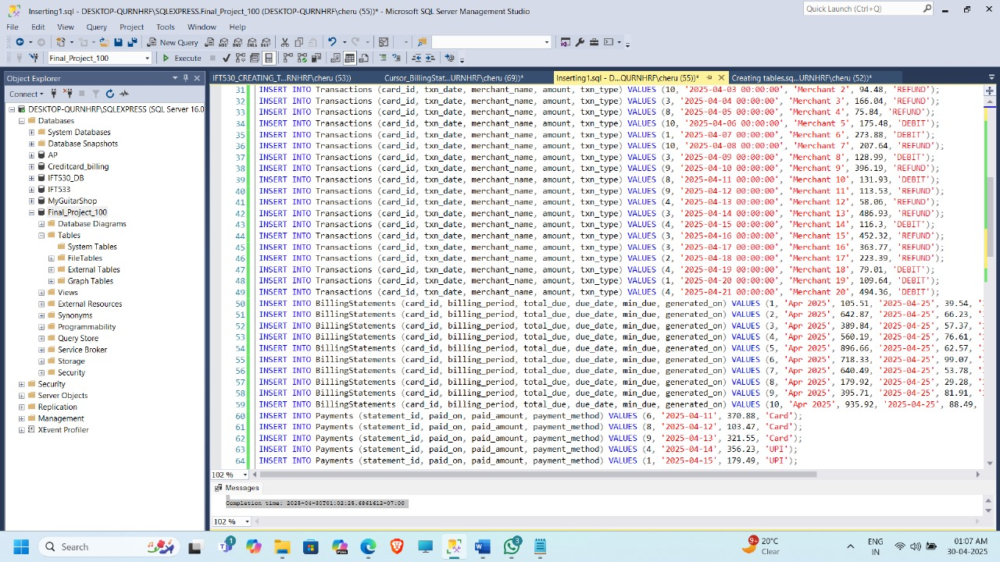 Inserting1.sql - DESKTOP-QURNHRF\SQLEXPRESS.Final_Project_100 (DESKTOP-QURNHRF\cheru (55))* - Microsoft SQL Server Management Studio
Quick Launch (Ctrl+Q)
File Edit View Query Project Tools Window Help
New Query
Final_Project_100 Execute
Object Explorer
IFT530_CREATING_T...RNHRF\cheru (53)) Cursor_BillingStat...URNHRF\cheru (69))* Inserting1.sql - D...QURNHRF\cheru (55))* Creating tables.sq...URNHRF\cheru (52))*
Connect
DESKTOP-QURNHRF\SQLEXPRESS (SQL Server 16.0
Databases
System Databases
Database Snapshots
AP
Creditcard_billing
IFT530_DB
IFT533
MyGuitarShop
Final_Project_100
Database Diagrams
Tables
System Tables
FileTables
External Tables
Graph Tables
Views
External Resources
Synonyms
Programmability
Query Store
Service Broker
Storage
Security
Security
Server Objects
Replication
Management
XEvent Profiler
31 INSERT INTO Transactions (card_id, txn_date, merchant_name, amount, txn_type) VALUES (10, '2025-04-03 00:00:00', 'Merchant 2', 94.48, 'REFUND');
32 INSERT INTO Transactions (card_id, txn_date, merchant_name, amount, txn_type) VALUES (3, '2025-04-04 00:00:00', 'Merchant 3', 166.04, 'REFUND');
33 INSERT INTO Transactions (card_id, txn_date, merchant_name, amount, txn_type) VALUES (8, '2025-04-05 00:00:00', 'Merchant 4', 75.84, 'REFUND');
34 INSERT INTO Transactions (card_id, txn_date, merchant_name, amount, txn_type) VALUES (10, '2025-04-06 00:00:00', 'Merchant 5', 175.48, 'DEBIT');
35 INSERT INTO Transactions (card_id, txn_date, merchant_name, amount, txn_type) VALUES (1, '2025-04-07 00:00:00', 'Merchant 6', 273.88, 'DEBIT');
36 INSERT INTO Transactions (card_id, txn_date, merchant_name, amount, txn_type) VALUES (10, '2025-04-08 00:00:00', 'Merchant 7', 207.64, 'REFUND');
37 INSERT INTO Transactions (card_id, txn_date, merchant_name, amount, txn_type) VALUES (3, '2025-04-09 00:00:00', 'Merchant 8', 128.99, 'DEBIT');
38 INSERT INTO Transactions (card_id, txn_date, merchant_name, amount, txn_type) VALUES (9, '2025-04-10 00:00:00', 'Merchant 9', 396.19, 'REFUND');
39 INSERT INTO Transactions (card_id, txn_date, merchant_name, amount, txn_type) VALUES (8, '2025-04-11 00:00:00', 'Merchant 10', 131.93, 'DEBIT');
40 INSERT INTO Transactions (card_id, txn_date, merchant_name, amount, txn_type) VALUES (9, '2025-04-12 00:00:00', 'Merchant 11', 113.53, 'REFUND');
41 INSERT INTO Transactions (card_id, txn_date, merchant_name, amount, txn_type) VALUES (4, '2025-04-13 00:00:00', 'Merchant 12', 58.06, 'REFUND');
42 INSERT INTO Transactions (card_id, txn_date, merchant_name, amount, txn_type) VALUES (3, '2025-04-14 00:00:00', 'Merchant 13', 486.93, 'REFUND');
43 INSERT INTO Transactions (card_id, txn_date, merchant_name, amount, txn_type) VALUES (4, '2025-04-15 00:00:00', 'Merchant 14', 116.3, 'DEBIT');
44 INSERT INTO Transactions (card_id, txn_date, merchant_name, amount, txn_type) VALUES (3, '2025-04-16 00:00:00', 'Merchant 15', 452.32, 'REFUND');
45 INSERT INTO Transactions (card_id, txn_date, merchant_name, amount, txn_type) VALUES (3, '2025-04-17 00:00:00', 'Merchant 16', 363.77, 'REFUND');
46 INSERT INTO Transactions (card_id, txn_date, merchant_name, amount, txn_type) VALUES (2, '2025-04-18 00:00:00', 'Merchant 17', 223.39, 'REFUND');
47 INSERT INTO Transactions (card_id, txn_date, merchant_name, amount, txn_type) VALUES (4, '2025-04-19 00:00:00', 'Merchant 18', 79.01, 'DEBIT');
48 INSERT INTO Transactions (card_id, txn_date, merchant_name, amount, txn_type) VALUES (1, '2025-04-20 00:00:00', 'Merchant 19', 109.64, 'DEBIT');
49 INSERT INTO Transactions (card_id, txn_date, merchant_name, amount, txn_type) VALUES (4, '2025-04-21 00:00:00', 'Merchant 20', 494.36, 'DEBIT');
50 INSERT INTO BillingStatements (card_id, billing_period, total_due, due_date, min_due, generated_on) VALUES (1, 'Apr 2025', 105.51, '2025-04-25', 39.54,
51 INSERT INTO BillingStatements (card_id, billing_period, total_due, due_date, min_due, generated_on) VALUES (2, 'Apr 2025', 642.87, '2025-04-25', 66.23,
52 INSERT INTO BillingStatements (card_id, billing_period, total_due, due_date, min_due, generated_on) VALUES (3, 'Apr 2025', 389.84, '2025-04-25', 57.37,
53 INSERT INTO BillingStatements (card_id, billing_period, total_due, due_date, min_due, generated_on) VALUES (4, 'Apr 2025', 560.19, '2025-04-25', 76.61,
54 INSERT INTO BillingStatements (card_id, billing_period, total_due, due_date, min_due, generated_on) VALUES (5, 'Apr 2025', 896.66, '2025-04-25', 62.57,
55 INSERT INTO BillingStatements (card_id, billing_period, total_due, due_date, min_due, generated_on) VALUES (6, 'Apr 2025', 718.33, '2025-04-25', 99.07,
56 INSERT INTO BillingStatements (card_id, billing_period, total_due, due_date, min_due, generated_on) VALUES (7, 'Apr 2025', 640.49, '2025-04-25', 53.78,
57 INSERT INTO BillingStatements (card_id, billing_period, total_due, due_date, min_due, generated_on) VALUES (8, 'Apr 2025', 179.92, '2025-04-25', 29.28,
58 INSERT INTO BillingStatements (card_id, billing_period, total_due, due_date, min_due, generated_on) VALUES (9, 'Apr 2025', 395.71, '2025-04-25', 81.91,
59 INSERT INTO BillingStatements (card_id, billing_period, total_due, due_date, min_due, generated_on) VALUES (10, 'Apr 2025', 935.92, '2025-04-25', 88.49,
60 INSERT INTO Payments (statement_id, paid_on, paid_amount, payment_method) VALUES (6, '2025-04-11', 370.88, 'Card');
61 INSERT INTO Payments (statement_id, paid_on, paid_amount, payment_method) VALUES (8, '2025-04-12', 103.47, 'Card');
62 INSERT INTO Payments (statement_id, paid_on, paid_amount, payment_method) VALUES (9, '2025-04-13', 321.55, 'Card');
63 INSERT INTO Payments (statement_id, paid_on, paid_amount, payment_method) VALUES (4, '2025-04-14', 356.23, 'UPI');
64 INSERT INTO Payments (statement_id, paid_on, paid_amount, payment_method) VALUES (1, '2025-04-15', 179.49, 'UPI');
102 %
Messages
Completion time: 2025-04-30T01:02:25.6861612-07:00
102 %
Search
1
3
9+
20°C
Clear
ENG
IN
01:07 AM
30-04-2025